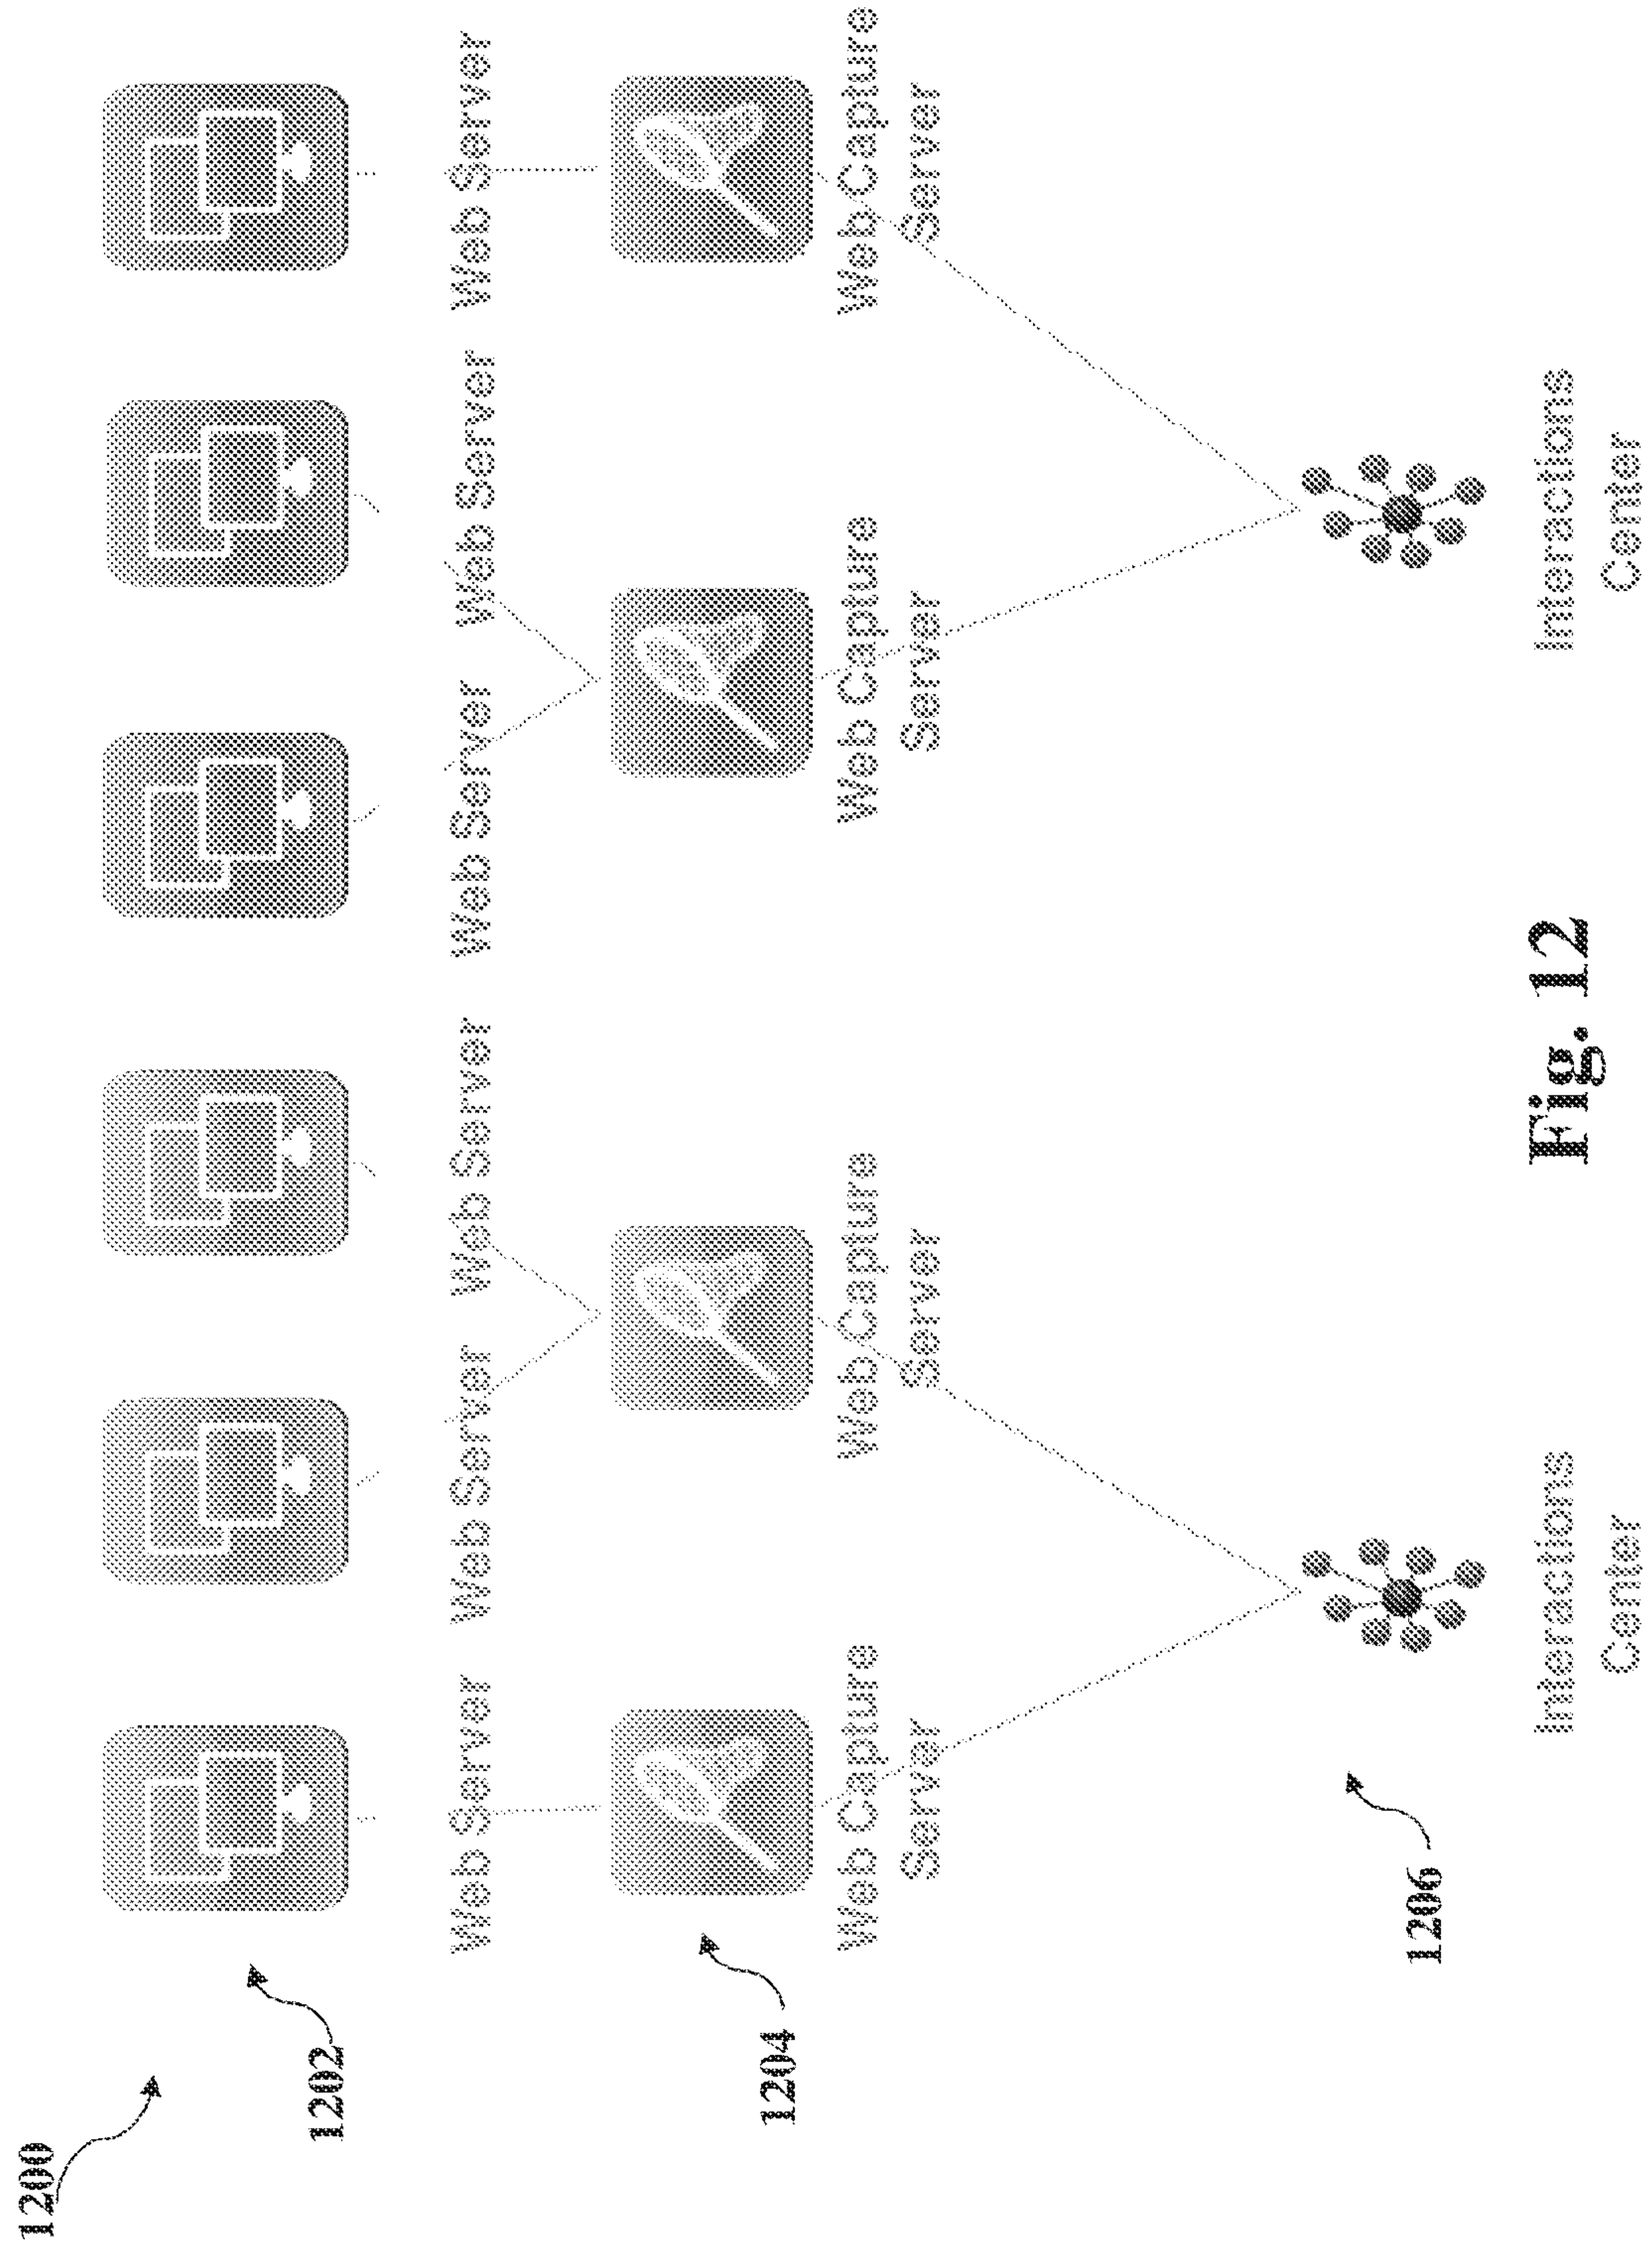 1200
1202
Web Server
Web Server
Web Server
Web Server
Web Server
Web Server
1204
Web Capture
Server
Web Capture
Server
Web Capture
Server
Web Capture
Server
1206
Interactions
Center
Interactions
Center
Fig. 12